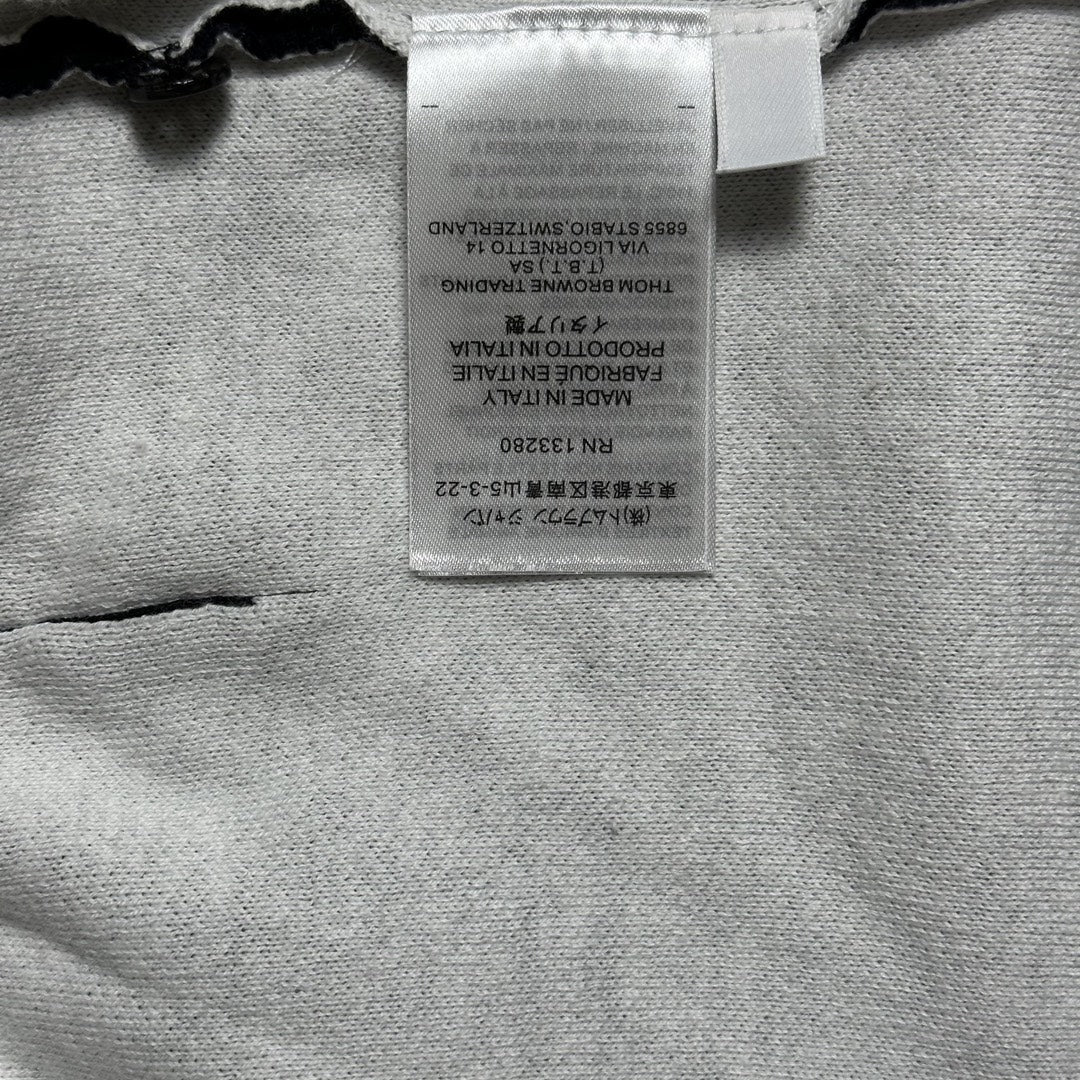 (株)トムブラウン ジャパン
東京都港区南青山5-3-22
RN 133280
MADE IN ITALY
FABRIQUÉ EN ITALIE
PRODOTTO IN ITALIA
イタリア製
THOM BROWNE TRADING
(T.B.T.) SA
VIA LIGORNETTO 14
6855 STABIO,SWITZERLAND